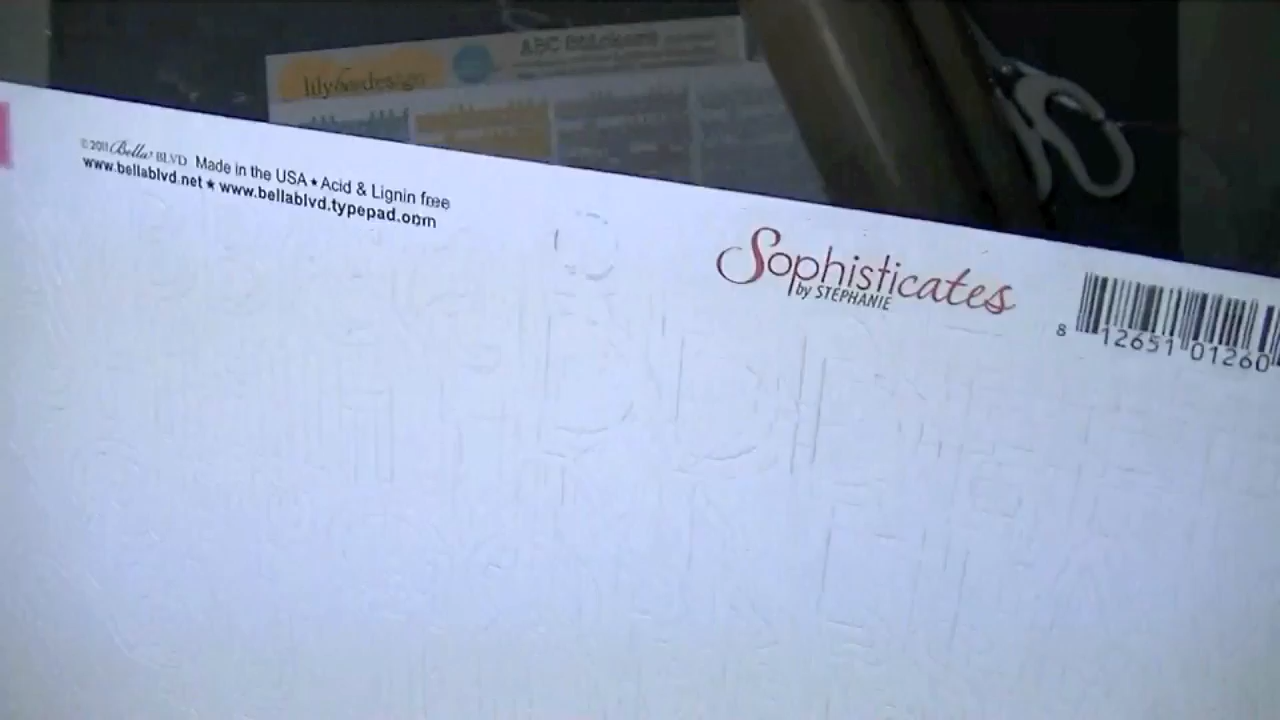 lilybeedesign
ABC Stickers
© 2011 Bella! BLVD Made in the USA ★ Acid & Lignin free
www.bellablvd.net ★ www.bellablvd.typepad.com
Sophisticates
by STEPHANIE
8 12651 01260